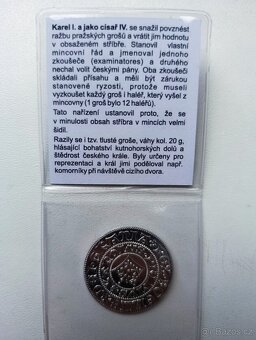 Karel I. a jako císař IV. se snažil povznést
ražbu pražských grošů a vrátit jim hodnotu
v obsaženém stříbře. Stanovil vlastní
mincovní řád a jmenoval jednoho
zkoušeče (examinatores) a druhého
nechal volit českými pány. Oba zkoušeči
skládali přísahu a měli být zárukou
stanovené ryzosti, protože museli
vyzkoušet každý groš i haléř, který vyšel z
mincovny (1 groš bylo 12 haléřů).
Tato nařízení ustanovil proto, že se
v minulosti obsah stříbra v mincích velmi
šidil.
Razily se i tzv. tlusté groše, váhy kol. 20 g,
hlásající bohatství kutnohorských dolů a
štědrost českého krále. Byly určeny pro
reprezentaci a král jimi poděloval např.
komorníky při návštěvě cizího dvora.